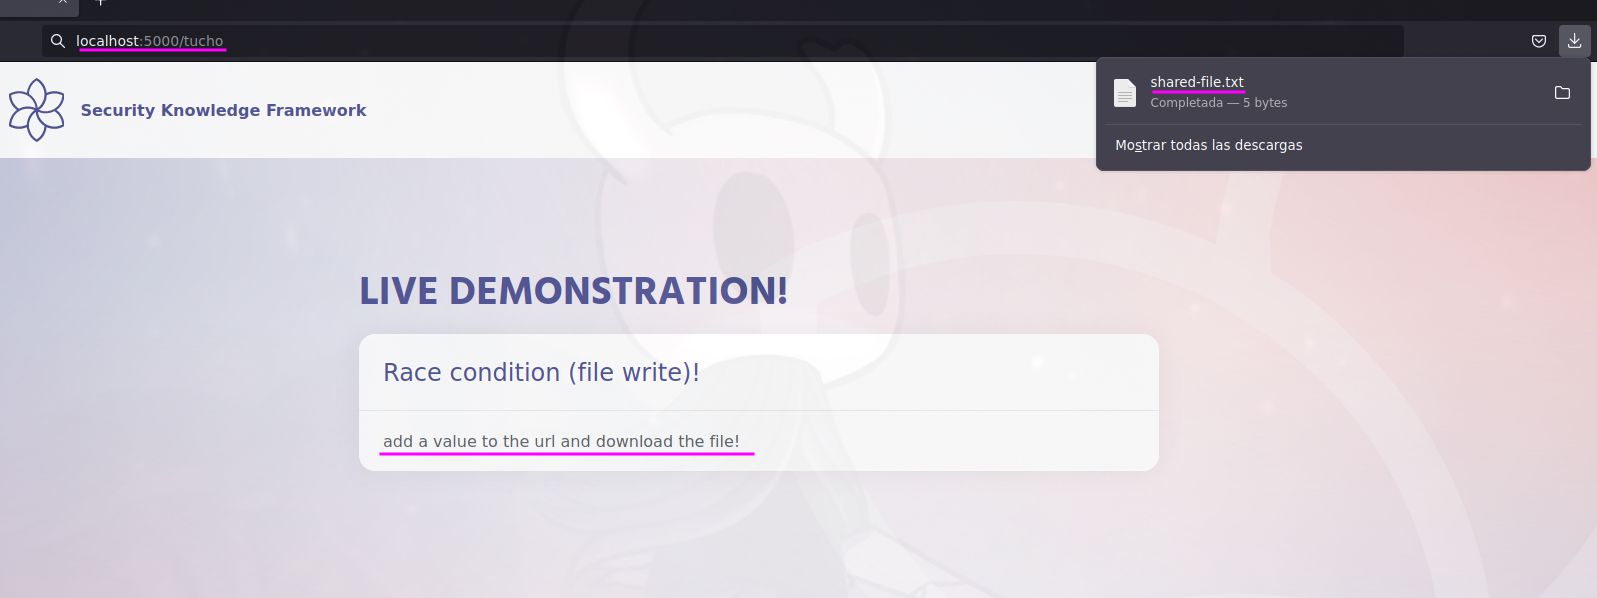 localhost:5000/tucho
shared-file.txt
Completada — 5 bytes
Mostrar todas las descargas
Security Knowledge Framework
LIVE DEMONSTRATION!
Race condition (file write)!
add a value to the url and download the file!